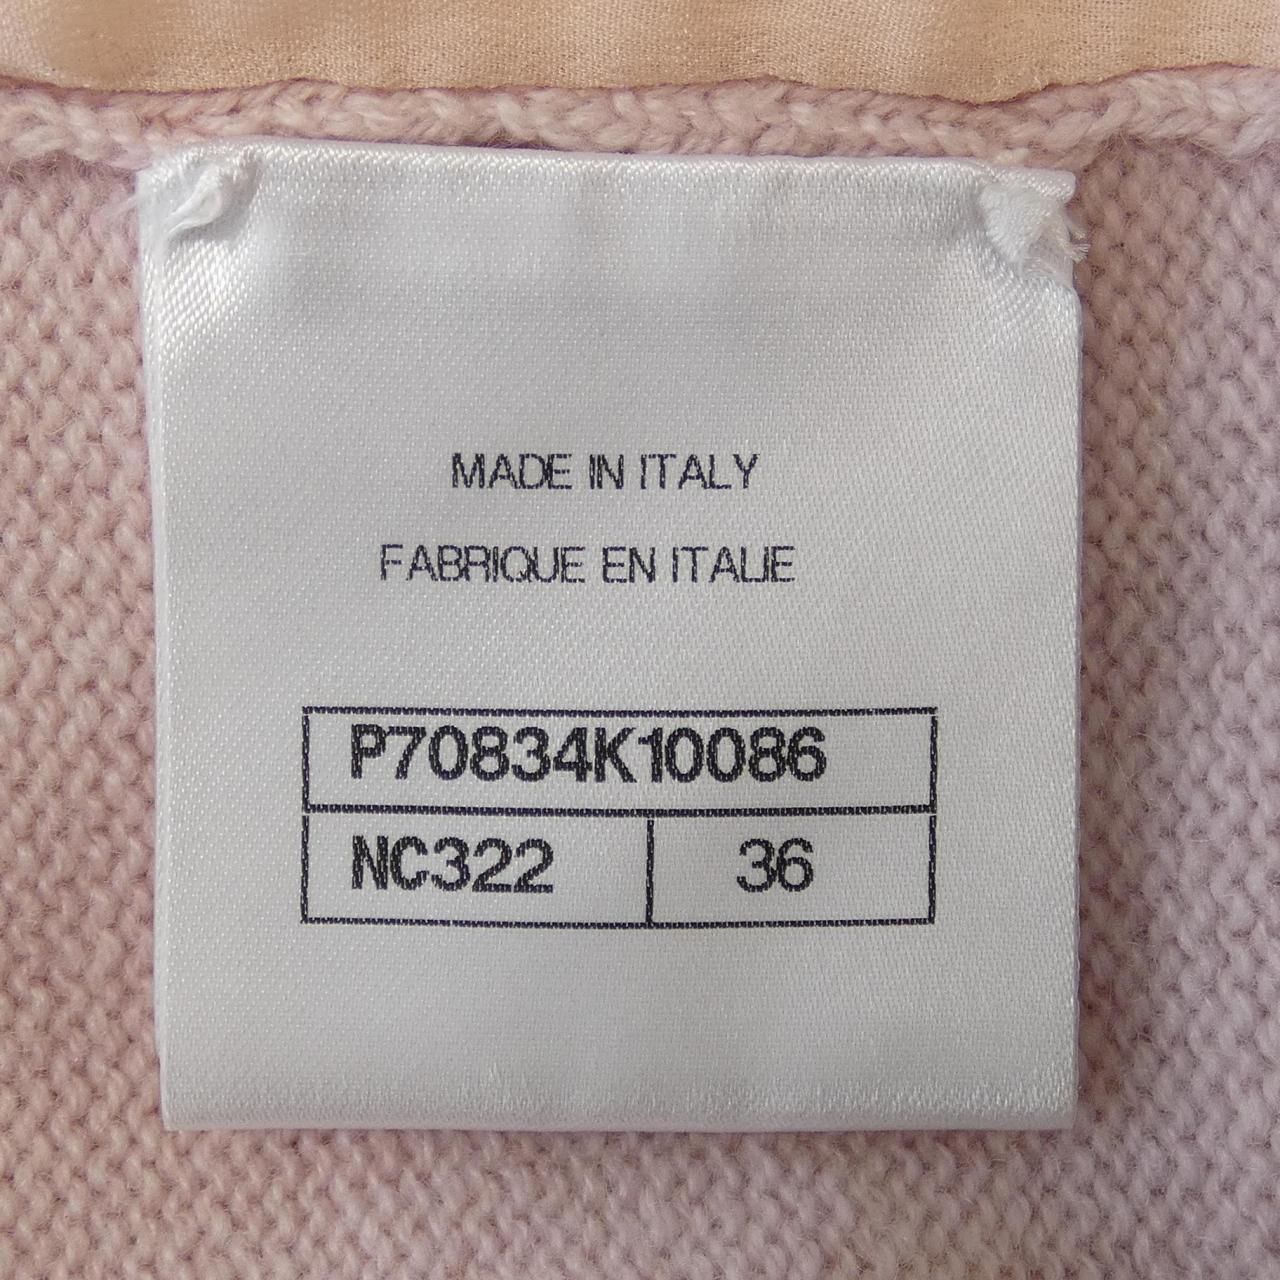 MADE IN ITALY
FABRIQUE EN ITALIE
P70834K10086
NC322 36